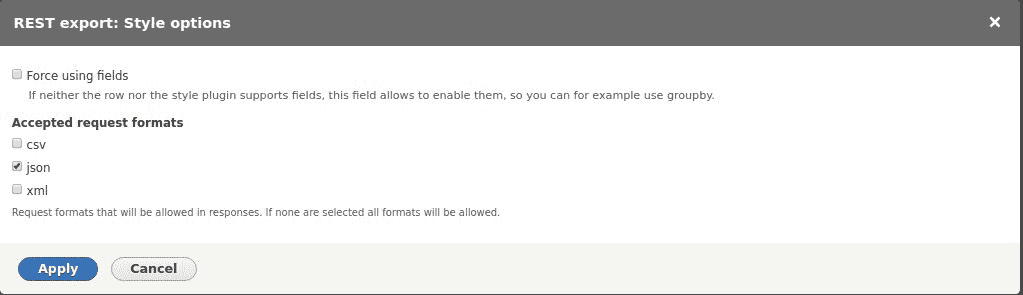 REST export: Style options
Force using fields
If neither the row nor the style plugin supports fields, this field allows to enable them, so you can for example use groupby.
Accepted request formats
csv
json
xml
Request formats that will be allowed in responses. If none are selected all formats will be allowed.
Apply Cancel